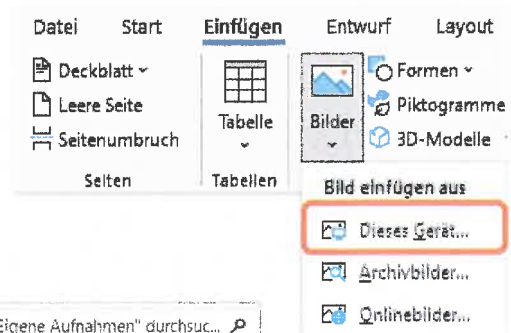 Datei Start Einfügen Entwurf Layout
Deckblatt
Leere Seite
Seitenumbruch
Seiten
Tabelle
Tabellen
Bilder
Formen
Piktogramme
3D-Modelle
Bild einfügen aus
Dieses Gerät...
Archivbilder...
Onlinebilder...
Eigene Aufnahmen" durchsuc...